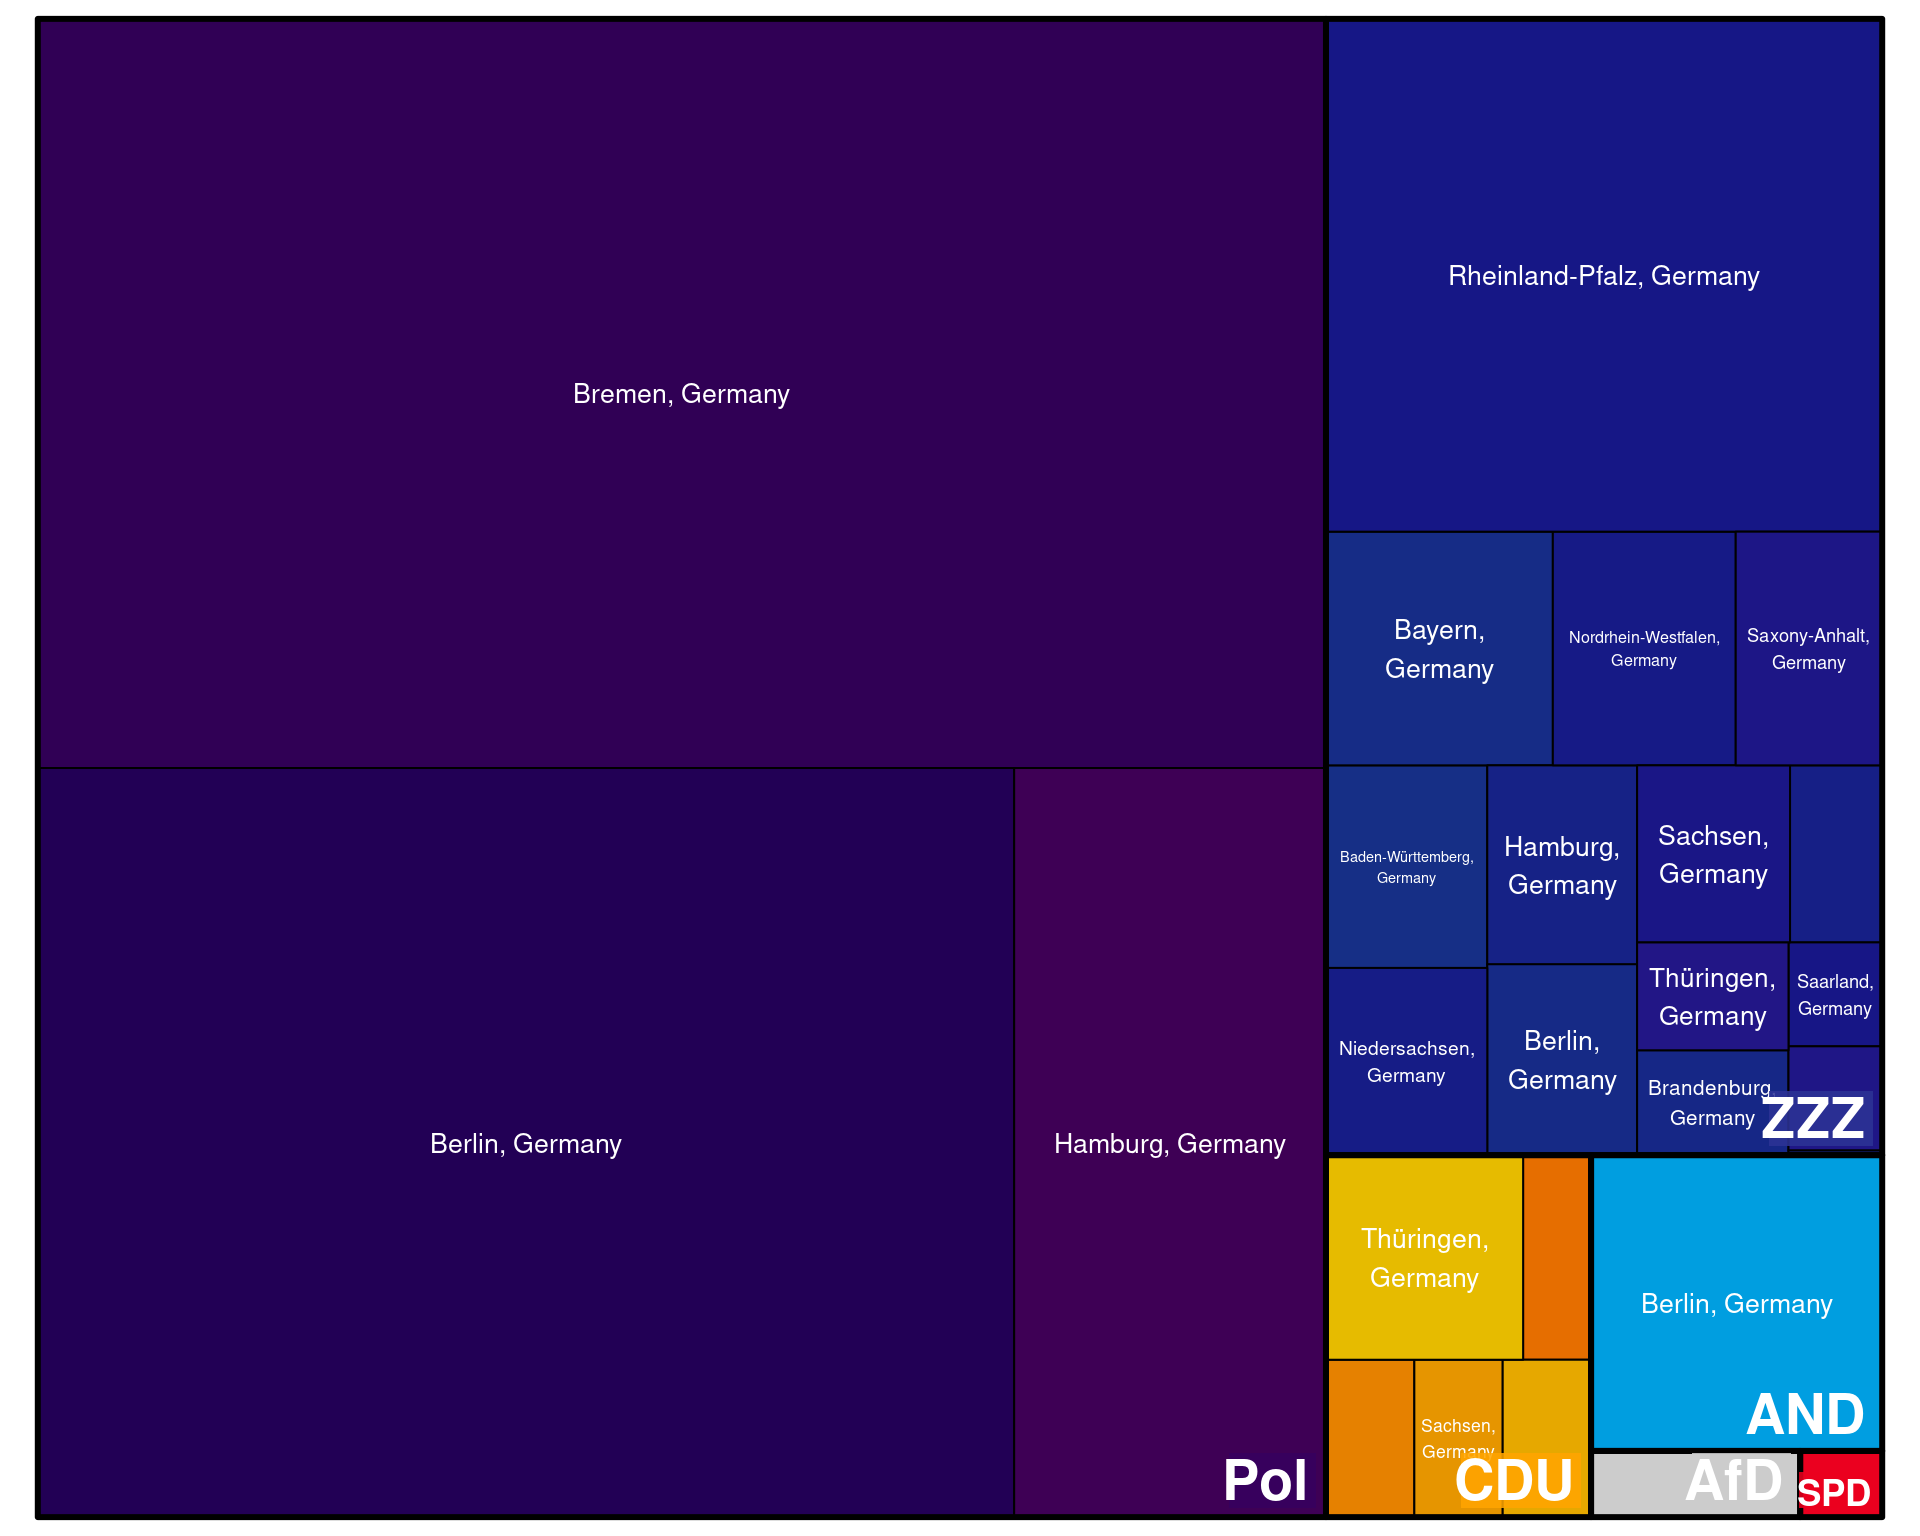 Bremen, Germany
Berlin, Germany
Hamburg, Germany
Pol
Rheinland-Pfalz, Germany
Bayern,
Germany
Nordrhein-Westfalen,
Germany
Saxony-Anhalt,
Germany
Baden-Württemberg,
Germany
Hamburg,
Germany
Sachsen,
Germany
Niedersachsen,
Germany
Berlin,
Germany
Thüringen,
Germany
Saarland,
Germany
Brandenburg,
Germany
ZZZ
Thüringen,
Germany
Sachsen,
Germany
CDU
Berlin, Germany
AND
AfD
SPD